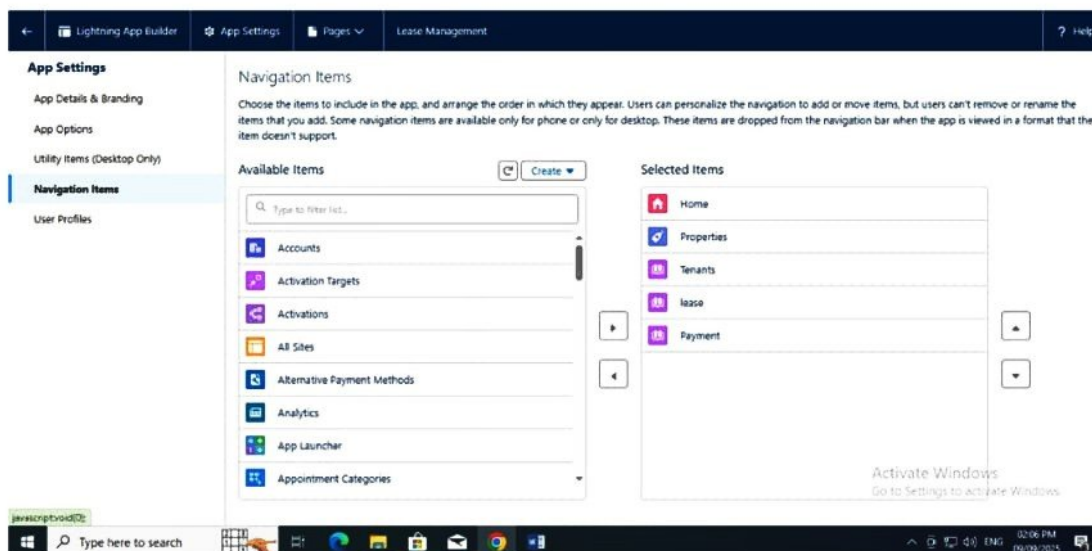 Lightning App Builder
App Settings
Pages
Lease Management
? Help
App Settings
App Details & Branding
App Options
Utility Items (Desktop Only)
Navigation Items
User Profiles
Navigation Items
Choose the items to include in the app, and arrange the order in which they appear. Users can personalize the navigation to add or move items, but users can't remove or rename the
items that you add. Some navigation items are available only for phone or only for desktop. These items are dropped from the navigation bar when the app is viewed in a format that the
item doesn't support.
Available Items
Create
Type to filter list...
Accounts
Activation Targets
Activations
All Sites
Alternative Payment Methods
Analytics
App Launcher
Appointment Categories
Selected Items
Home
Properties
Tenants
lease
Payment
Activate Windows
Go to Settings to activate Windows.
javascript:void(0);
Type here to search
ENG
02:06 PM
09/09/2025